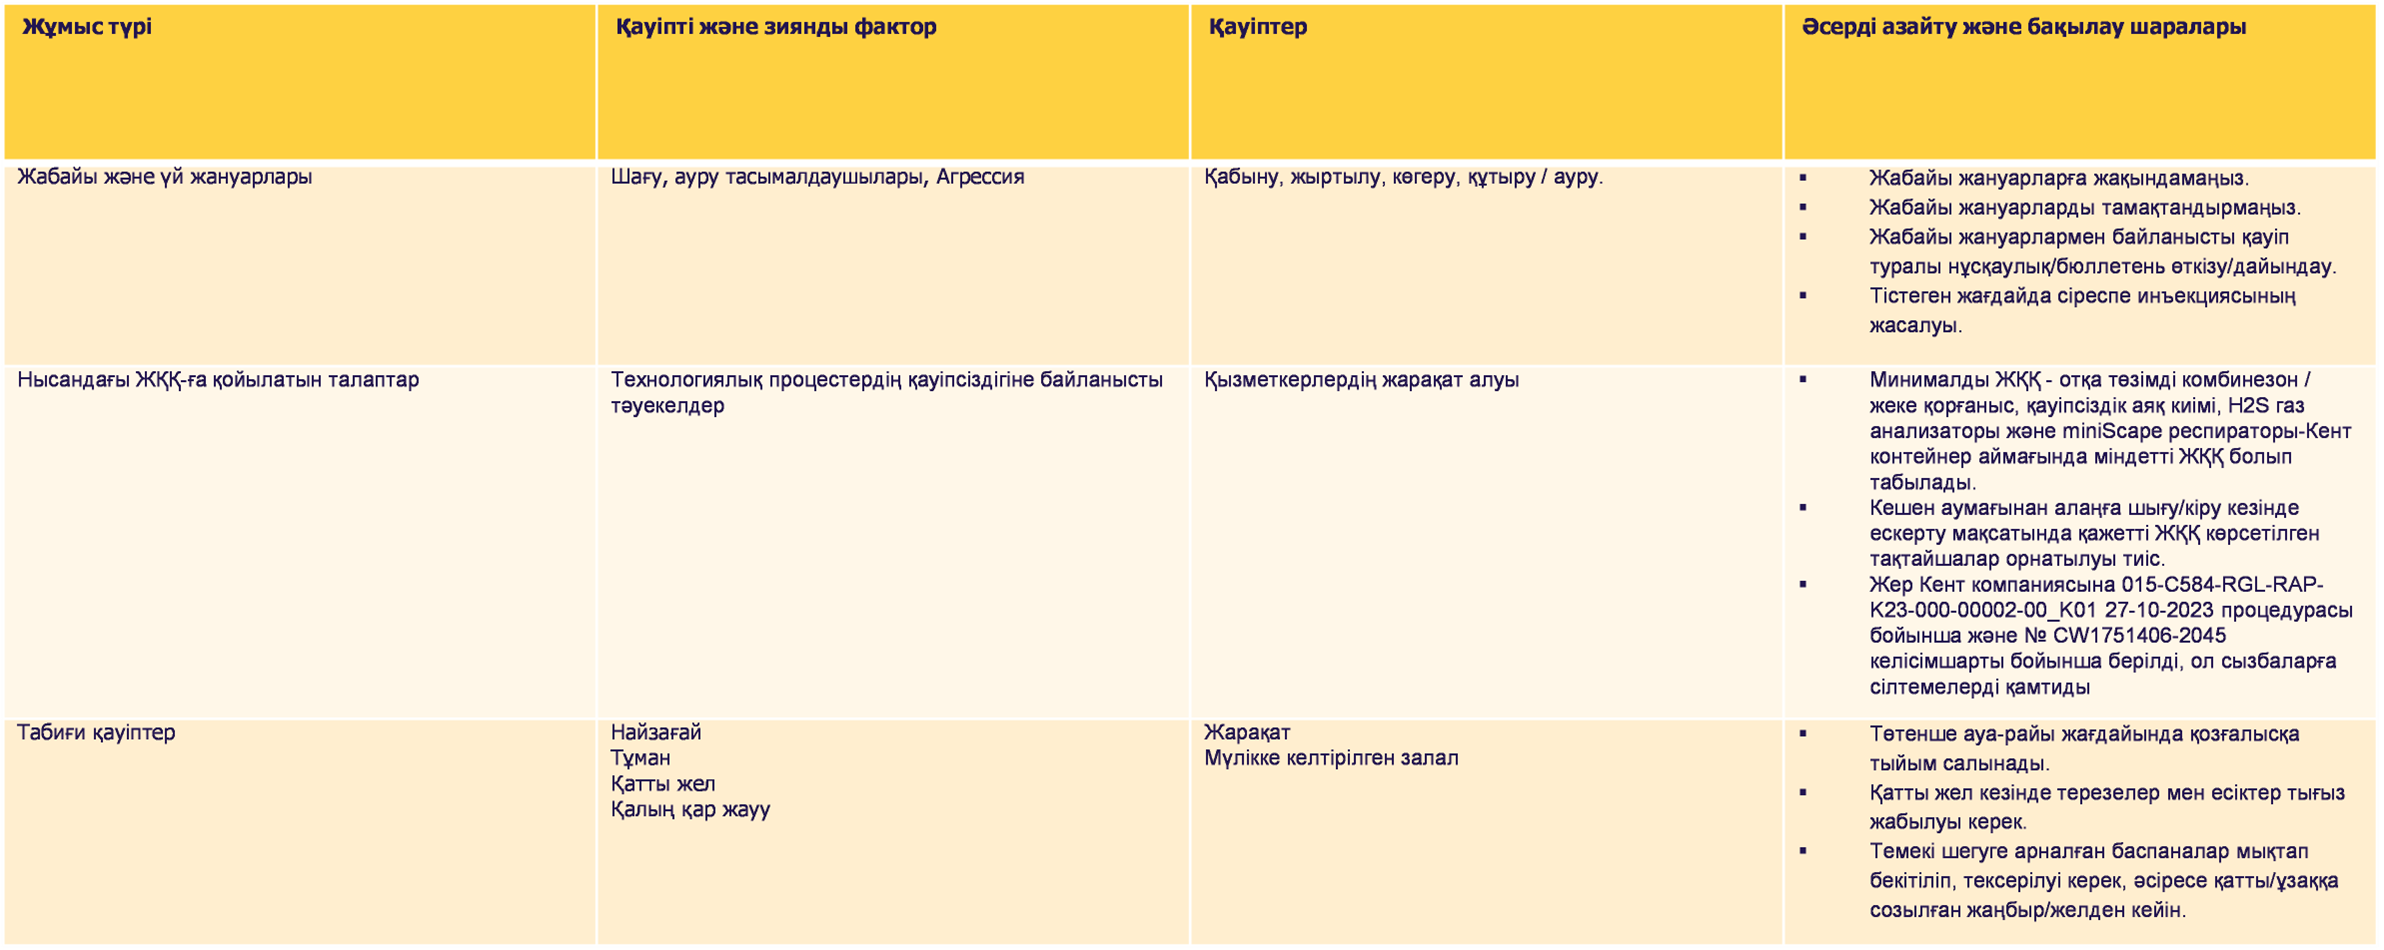 Жұмыс түрі
Қауіпті және зиянды фактор
Қауіптер
Әсерді азайту және бақылау шаралары
Жабайы және үй жануарлары
Шағу, ауру тасымалдаушылары, Агрессия
Қабыну, жыртылу, көгеру, құтыру / ауру.
▪ Жабайы жануарларға жақындамаңыз.
▪ Жабайы жануарларды тамақтандырмаңыз.
▪ Жабайы жануарлармен байланысты қауіп
туралы нұсқаулық/бюллетень өткізу/дайындау.
▪ Тістеген жағдайда сіреспе инъекциясының
жасалуы.
Нысандағы ЖҚҚ-ға қойылатын талаптар
Технологиялық процестердің қауіпсіздігіне байланысты
тәуекелдер
Қызметкерлердің жарақат алуы
▪ Минималды ЖҚҚ - отқа төзімді комбинезон /
жеке қорғаныс, қауіпсіздік аяқ киімі, H2S газ
анализаторы және miniScape респираторы-Кент
контейнер аймағында міндетті ЖҚҚ болып
табылады.
▪ Кешен аумағынан алаңға шығу/кіру кезінде
ескерту мақсатында қажетті ЖҚҚ көрсетілген
тақтайшалар орнатылуы тиіс.
▪ Жер Кент компаниясына 015-C584-RGL-RAP-
K23-000-00002-00_K01 27-10-2023 процедурасы
бойынша және № CW1751406-2045
келісімшарты бойынша берілді, ол сызбаларға
сілтемелерді қамтиды
Табиғи қауіптер
Найзағай
Тұман
Қатты жел
Қалың қар жауу
Жарақат
Мүлікке келтірілген залал
▪ Төтенше ауа-райы жағдайында қозғалысқа
тыйым салынады.
▪ Қатты жел кезінде терезелер мен есіктер тығыз
жабылуы керек.
▪ Темекі шегуге арналған баспаналар мықтап
бекітіліп, тексерілуі керек, әсіресе қатты/ұзаққа
созылған жаңбыр/желден кейін.